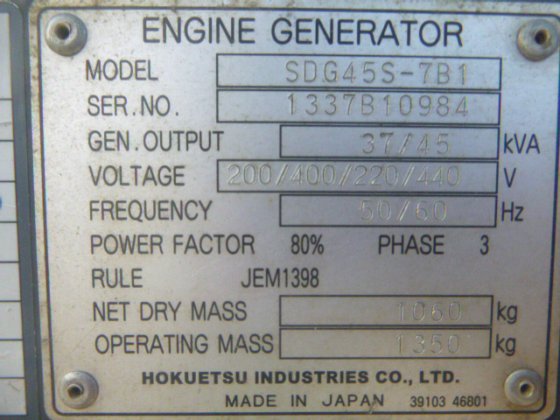 ENGINE GENERATOR
MODEL SDG45S-7B1
SER.NO. 1337B10984
GEN.OUTPUT 37/45 kVA
VOLTAGE 200/400//220/440 V
FREQUENCY 50/60 Hz
POWER FACTOR 80% PHASE 3
RULE JEM1398
NET DRY MASS 1060 kg
OPERATING MASS 1350 kg
HOKUETSU INDUSTRIES CO., LTD.
MADE IN JAPAN 39103 46801